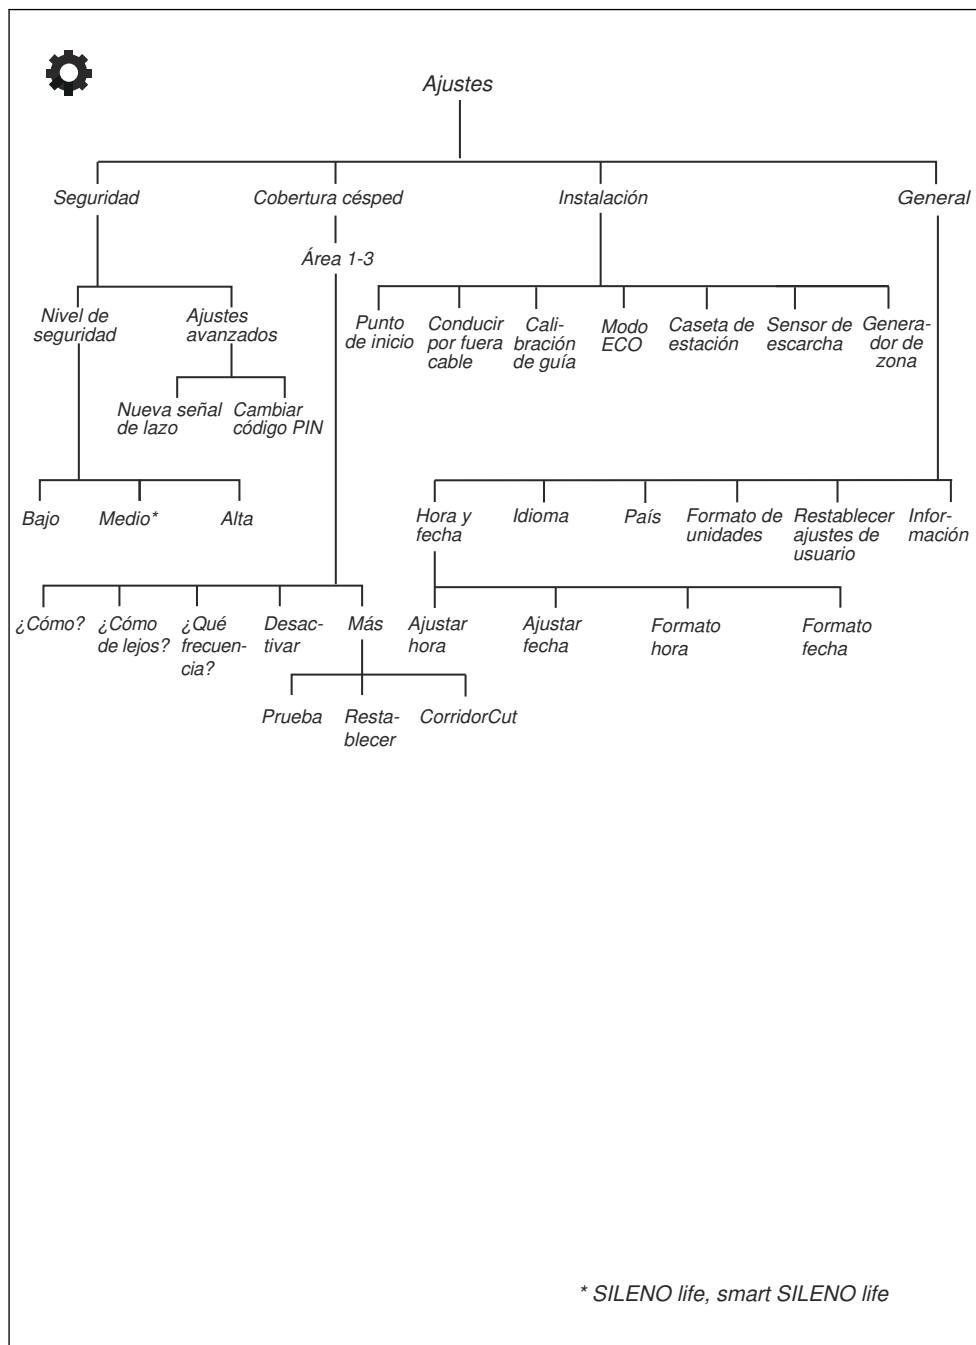 Ajustes
Seguridad
Cobertura césped
Instalación
General
Área 1-3
Nivel de
seguridad
Ajustes
avanzados
Punto
de inicio
Conducir
por fuera
cable
Cali-
bración
de guía
Modo
ECO
Caseta de
estación
Sensor de
escarcha
Genera-
dor de
zona
Nueva señal
de lazo
Cambiar
código PIN
Bajo
Medio*
Alta
Hora y
fecha
Idioma
País
Formato de
unidades
Restablecer
ajustes de
usuario
Infor-
mación
¿Cómo?
¿Cómo
de lejos?
¿Qué
frecuen-
cia?
Desac-
tivar
Más
Ajustar
hora
Ajustar
fecha
Formato
hora
Formato
fecha
Prueba
Resta-
blecer
CorridorCut
* SILENO life, smart SILENO life